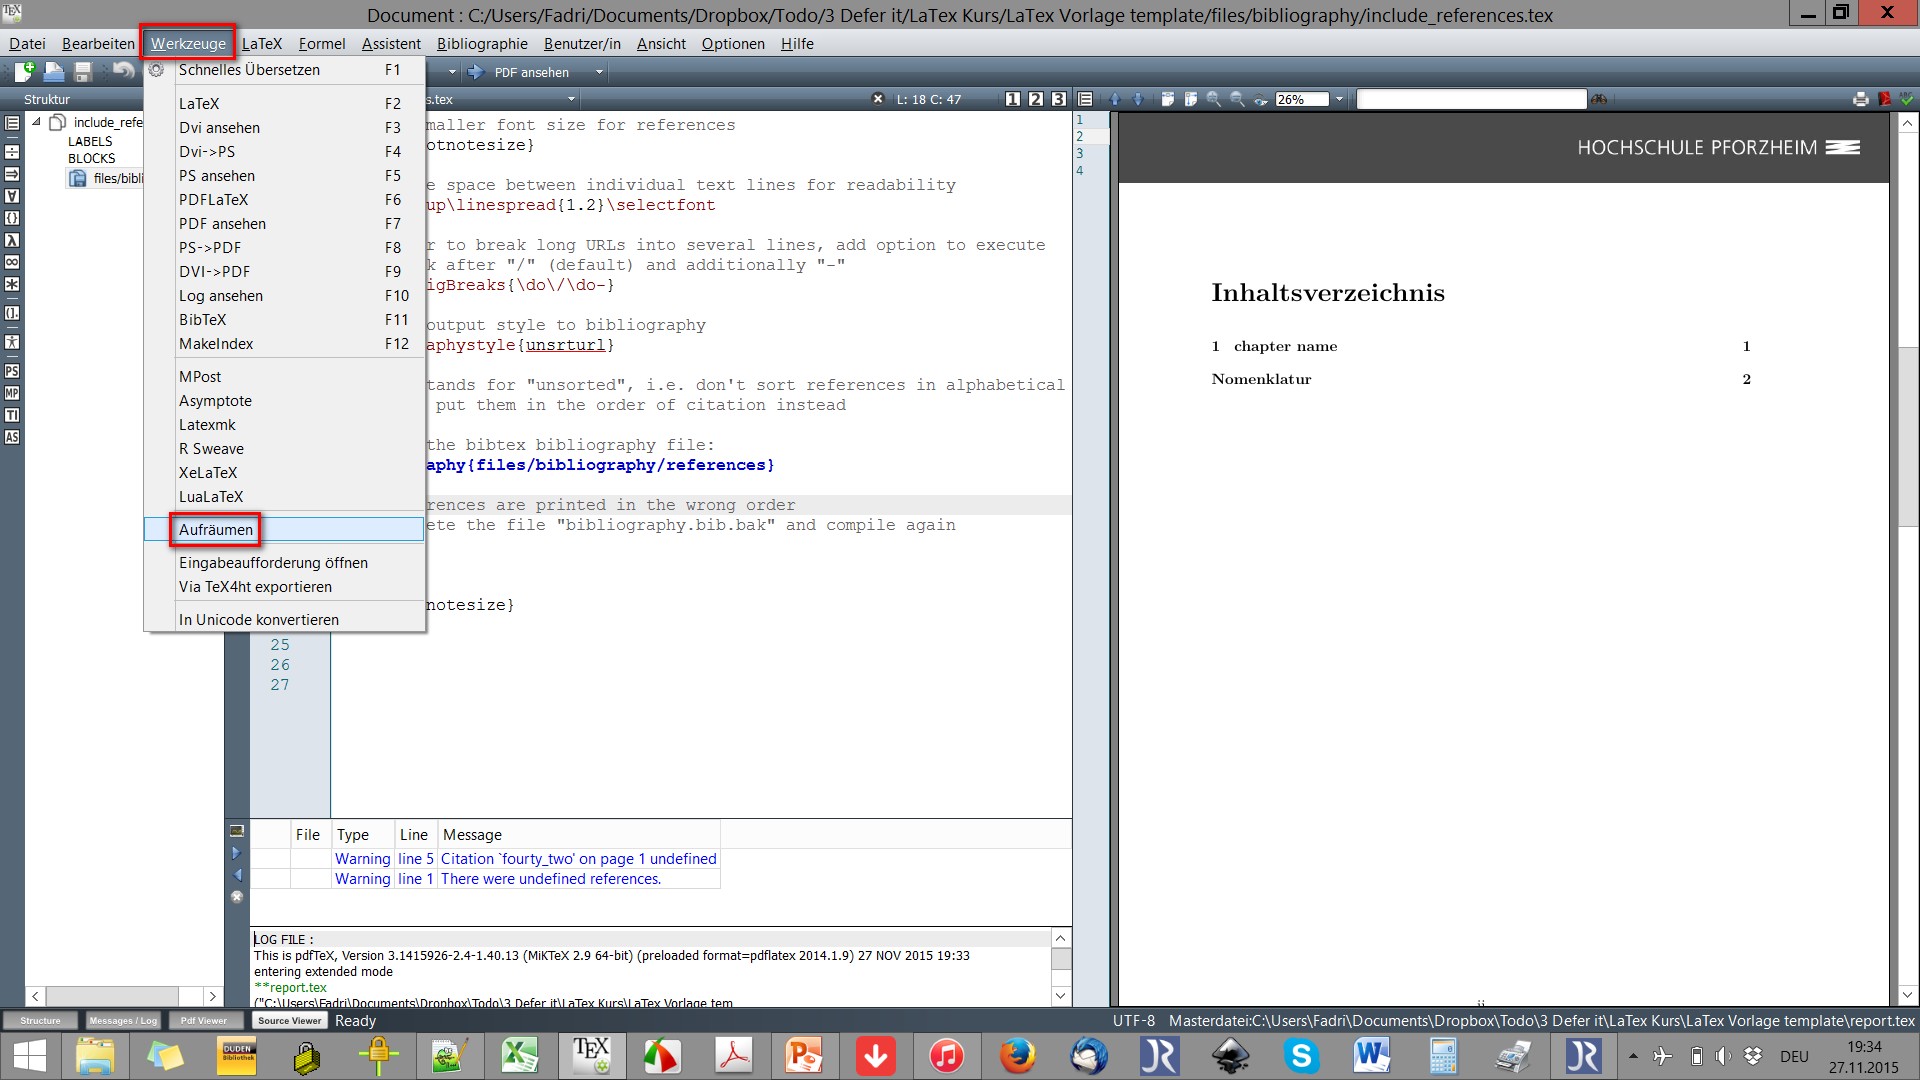 Document : C:/Users/Fadri/Documents/Dropbox/Todo/3 Defer it/LaTex Kurs/LaTex Vorlage template/files/bibliography/include_references.tex
Datei Bearbeiten Werkzeuge LaTeX Formel Assistent Bibliographie Benutzer/in Ansicht Optionen Hilfe
PDF ansehen
Schnelles Übersetzen F1
LaTeX F2
Dvi ansehen F3
Dvi->PS F4
PS ansehen F5
PDFLaTeX F6
PDF ansehen F7
PS->PDF F8
DVI->PDF F9
Log ansehen F10
BibTeX F11
MakeIndex F12
MPost
Asymptote
Latexmk
R Sweave
XeLaTeX
LuaLaTeX
Aufräumen
Eingabeaufforderung öffnen
Via TeX4ht exportieren
In Unicode konvertieren
Struktur
include_refe
LABELS
BLOCKS
files/bibli
PS
MP
TI
AS
s.tex L: 18 C: 47 1 2 3
26%
maller font size for references
otnotesize}
e space between individual text lines for readability
up\linespread{1.2}\selectfont
r to break long URLs into several lines, add option to execute
k after "/" (default) and additionally "-"
igBreaks{\do\/\do-}
output style to bibliography
aphystyle{unsrturl}
tands for "unsorted", i.e. don't sort references in alphabetical
put them in the order of citation instead
the bibtex bibliography file:
aphy{files/bibliography/references}
rences are printed in the wrong order
ete the file "bibliography.bib.bak" and compile again
notesize}
25
26
27
1
2
3
4
HOCHSCHULE PFORZHEIM
Inhaltsverzeichnis
1 chapter name 1
Nomenklatur 2
ii
File Type Line Message
Warning line 5 Citation `fourty_two' on page 1 undefined
Warning line 1 There were undefined references.
LOG FILE :
This is pdfTeX, Version 3.1415926-2.4-1.40.13 (MiKTeX 2.9 64-bit) (preloaded format=pdflatex 2014.1.9) 27 NOV 2015 19:33
entering extended mode
**report.tex
("C:\Users\Fadri\Documents\Dropbox\Todo\3 Defer it\LaTex Kurs\LaTex Vorlage tem
Structure Messages / Log Pdf Viewer Source Viewer Ready
UTF-8 Masterdatei:C:\Users\Fadri\Documents\Dropbox\Todo\3 Defer it\LaTex Kurs\LaTex Vorlage template\report.tex
DUDEN
Bibliothek
TEX
DEU
19:34
27.11.2015